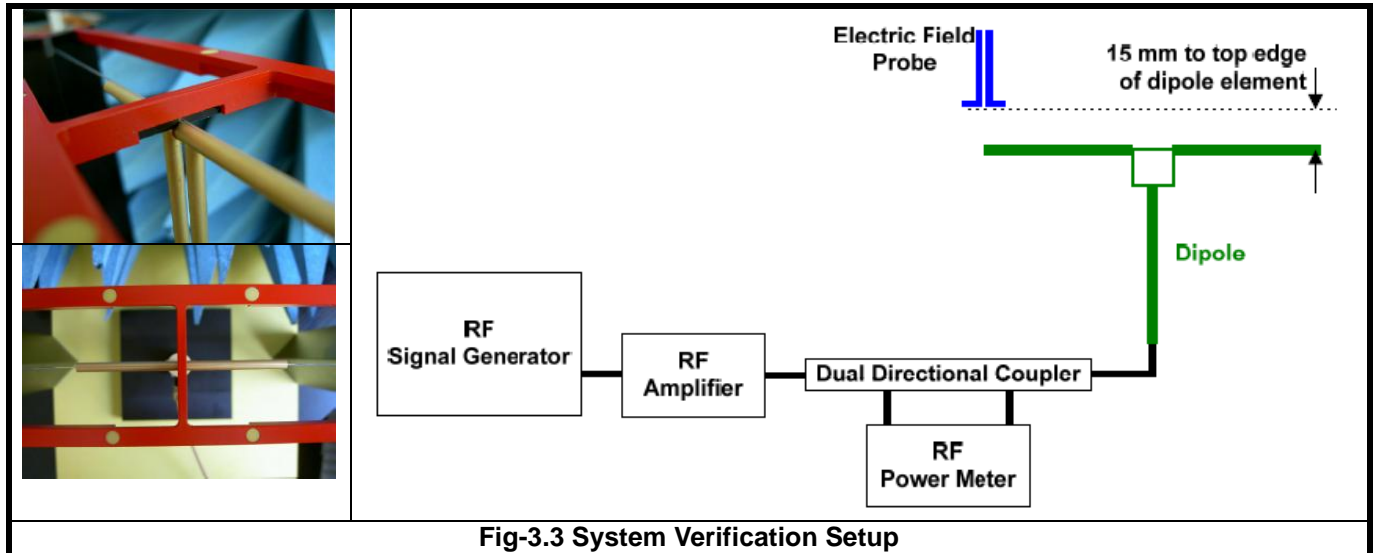 Electric Field
Probe
15 mm to top edge
of dipole element
Dipole
RF
Signal Generator
RF
Amplifier
Dual Directional Coupler
RF
Power Meter
Fig-3.3 System Verification Setup